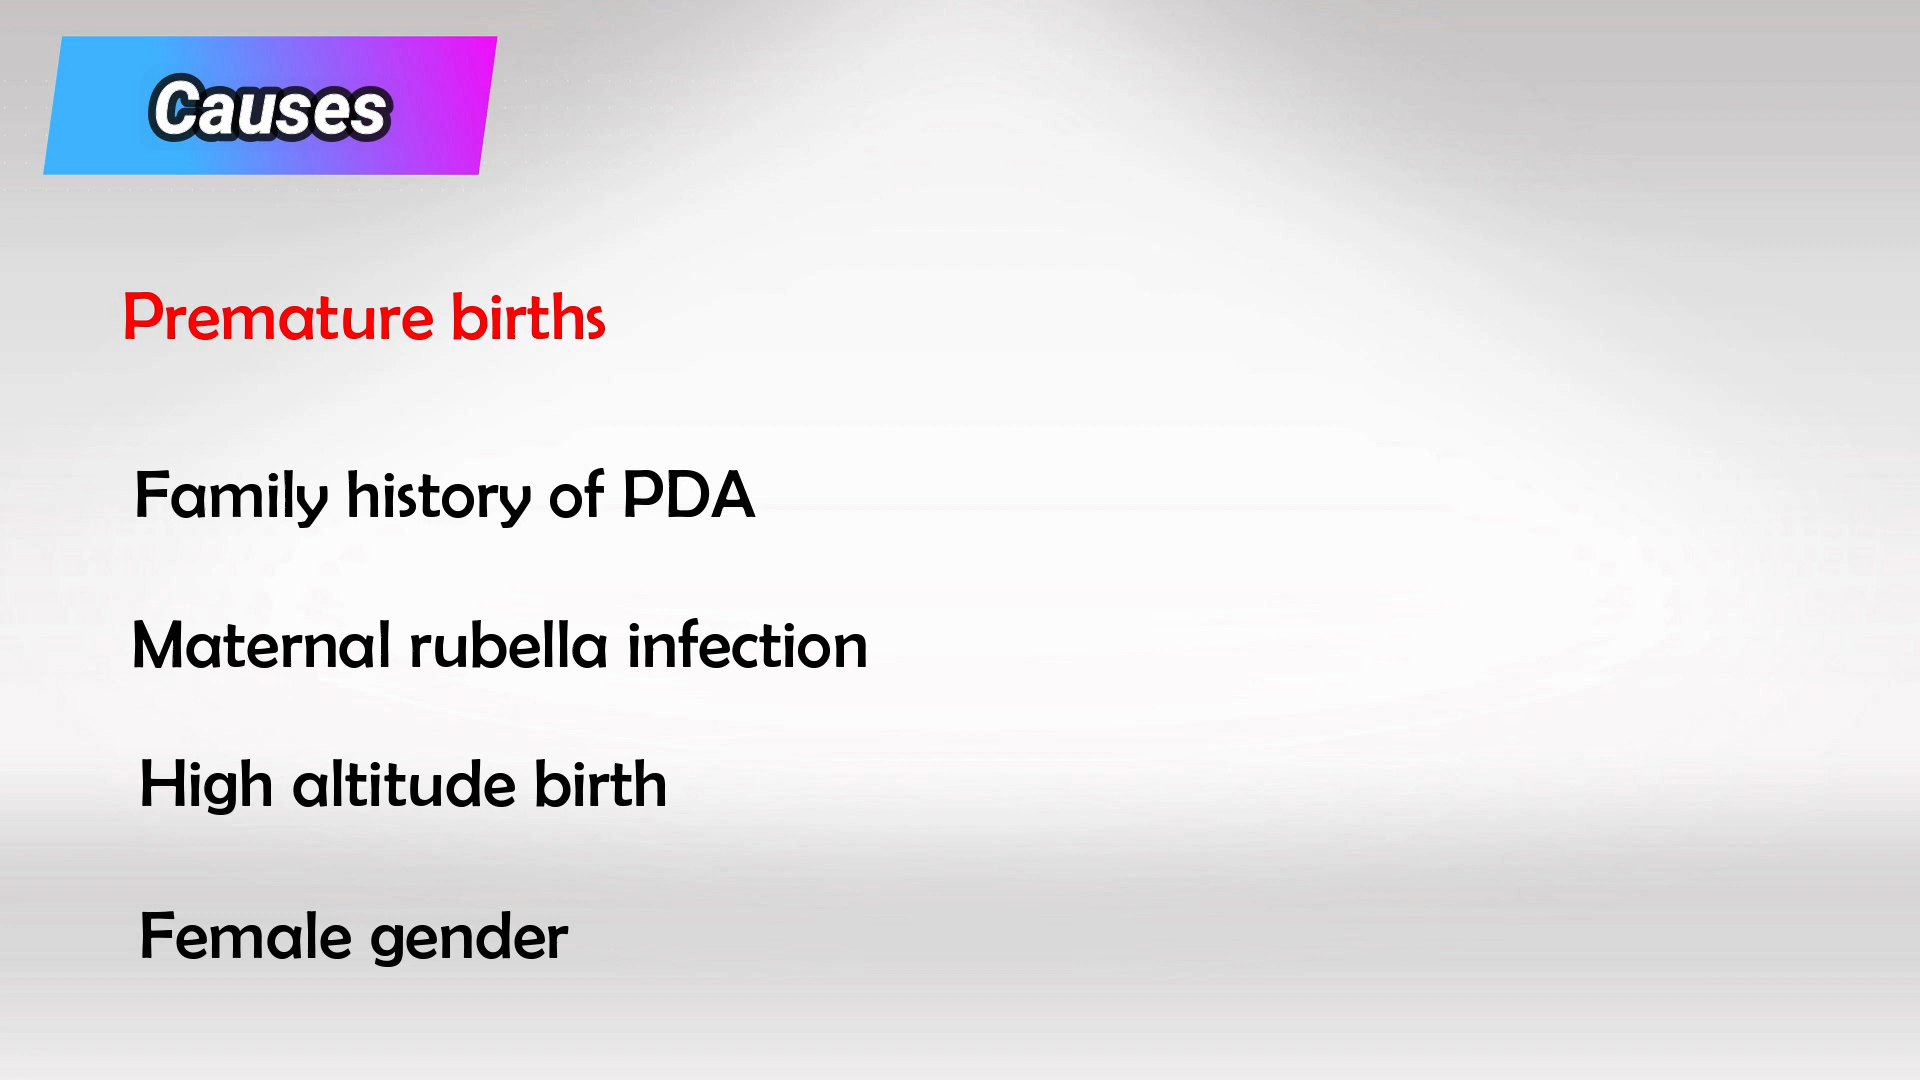 Causes
Premature births
Family history of PDA
Maternal rubella infection
High altitude birth
Female gender